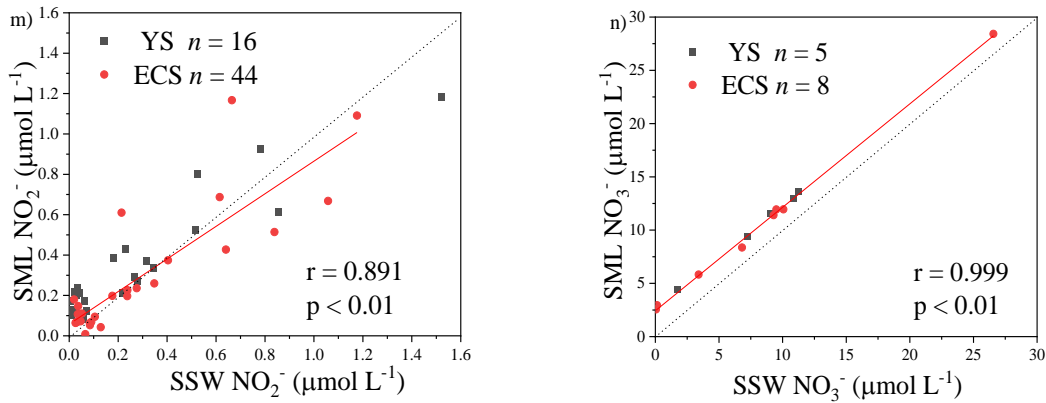 m)
YS n = 16
ECS n = 44
r = 0.891
p < 0.01
SML NO₂⁻ (μmol L⁻¹)
1.6
1.4
1.2
1.0
0.8
0.6
0.4
0.2
0.0
0.0 0.2 0.4 0.6 0.8 1.0 1.2 1.4 1.6
SSW NO₂⁻ (μmol L⁻¹)
n)
YS n = 5
ECS n = 8
r = 0.999
p < 0.01
SML NO₃⁻ (μmol L⁻¹)
30
25
20
15
10
5
0
0 5 10 15 20 25 30
SSW NO₃⁻ (μmol L⁻¹)